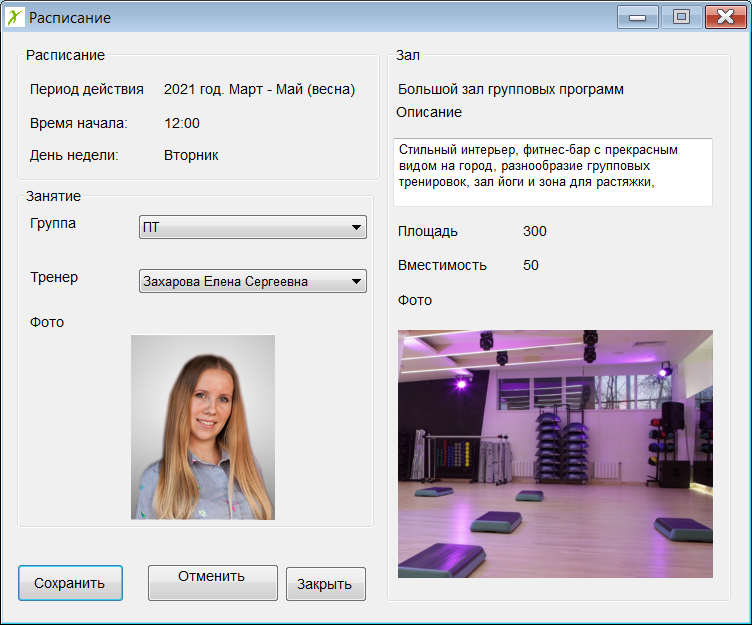 Расписание
Расписание
Период действия 2021 год. Март - Май (весна)
Время начала: 12:00
День недели: Вторник
Занятие
Группа ПТ
Тренер Захарова Елена Сергеевна
Фото
Сохранить Отменить Закрыть
Зал
Большой зал групповых программ
Описание
Стильный интерьер, фитнес-бар с прекрасным
видом на город, разнообразие групповых
тренировок, зал йоги и зона для растяжки,
Площадь 300
Вместимость 50
Фото